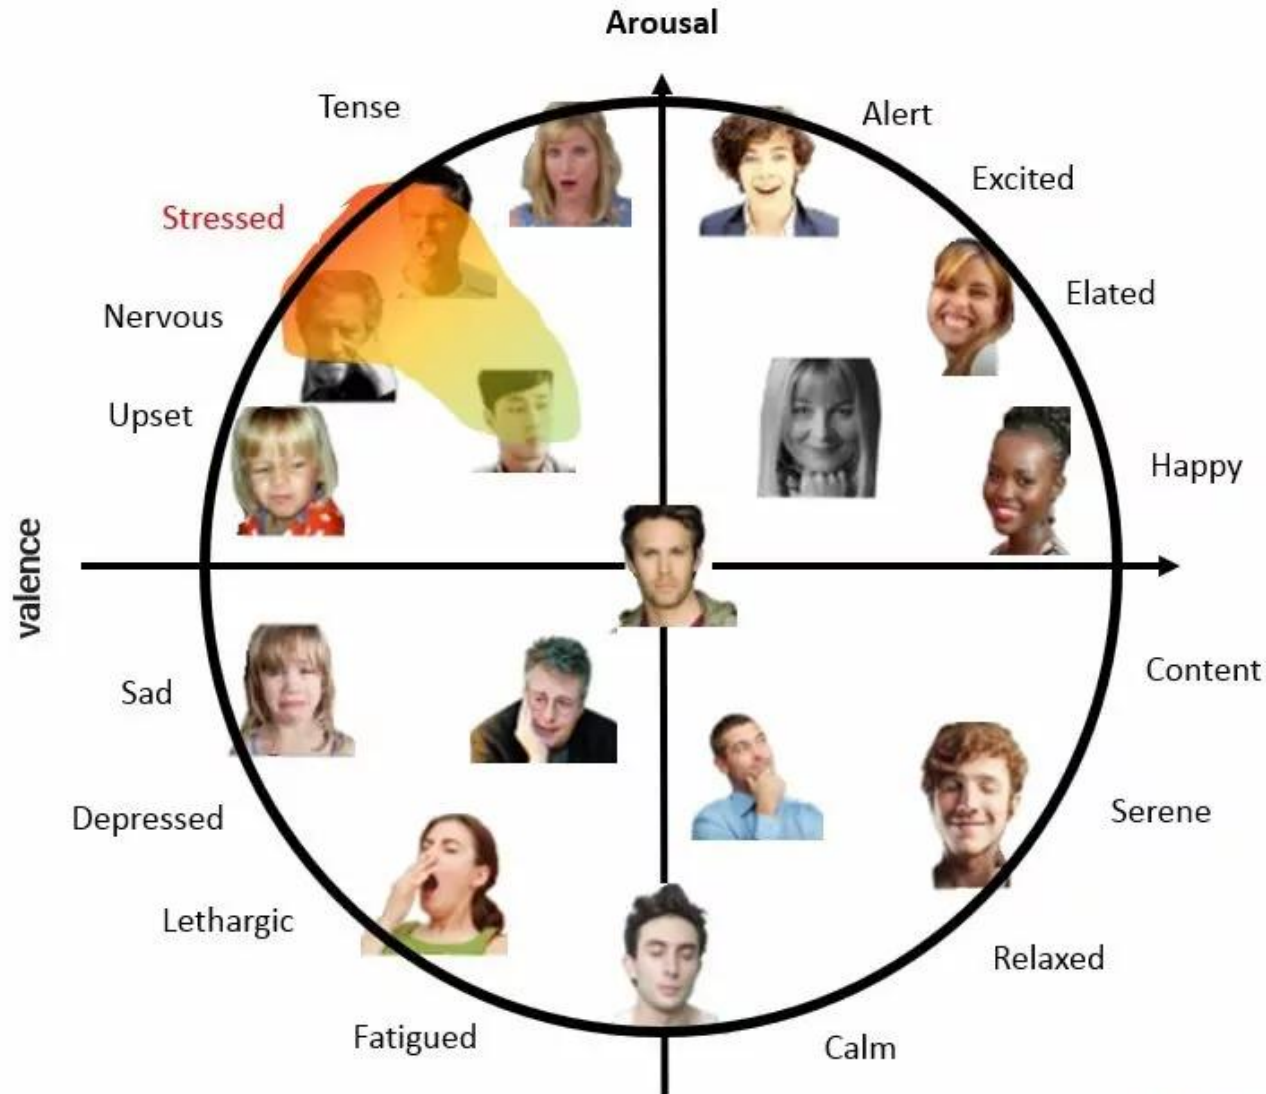 Arousal
Tense
Alert
Excited
Stressed
Elated
Nervous
Upset
Happy
valence
Content
Sad
Serene
Depressed
Lethargic
Relaxed
Fatigued
Calm